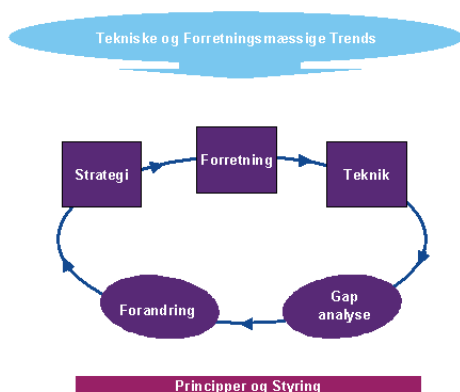 Tekniske og Forretningsmæssige Trends
Strategi
Forretning
Teknik
Forandring
Gap
analyse
Principper og Styring